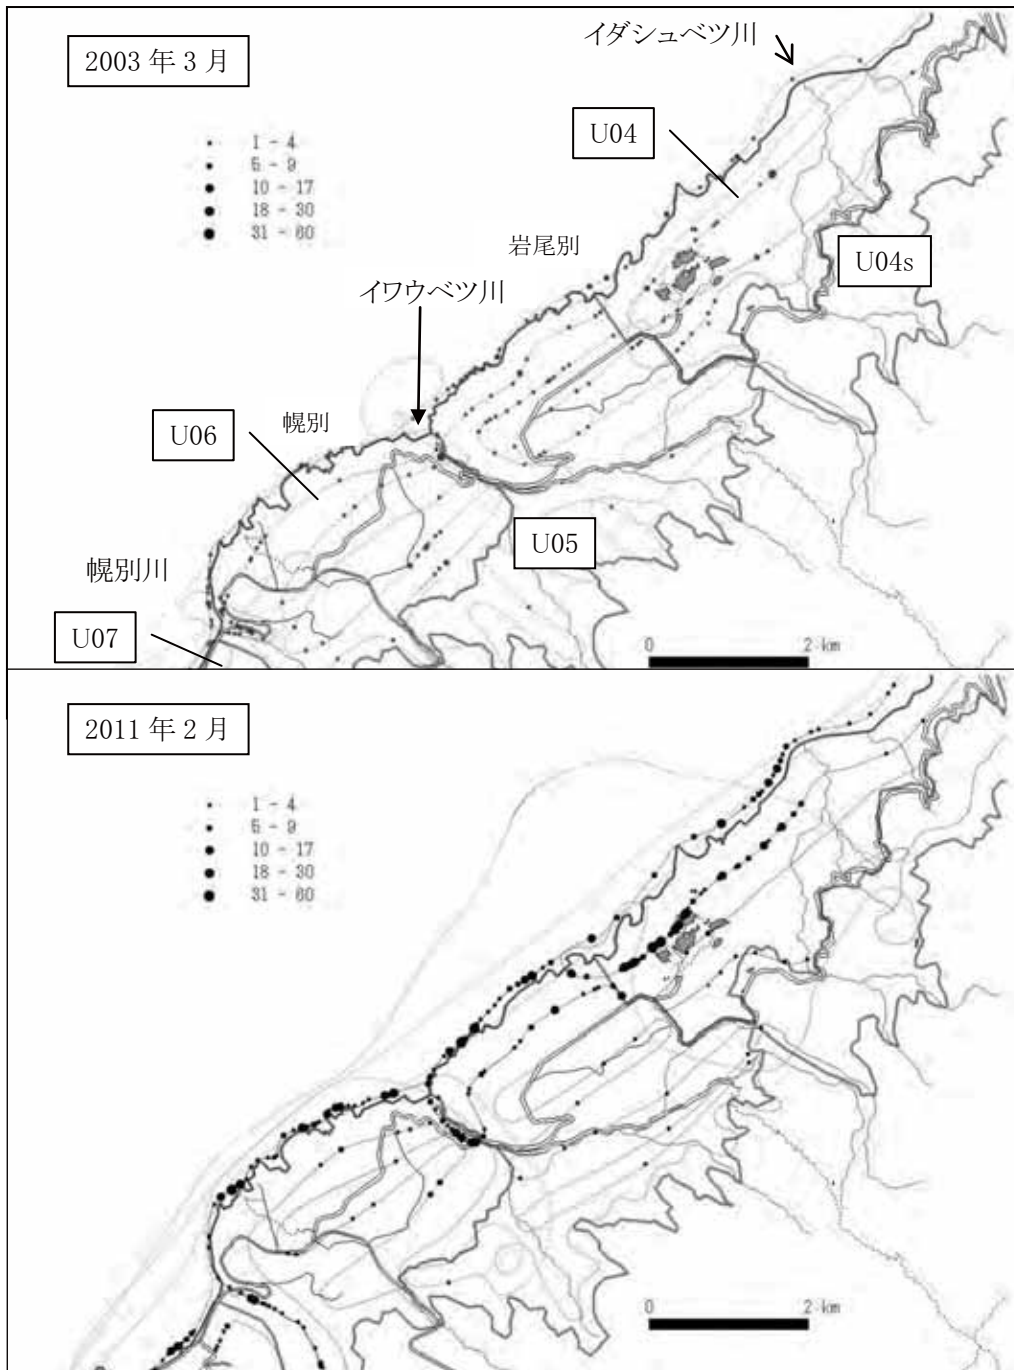 2003 年 3 月
イダシュベツ川
1 - 4
5 - 9
10 - 17
18 - 30
31 - 60
U04
岩尾別
U04s
イワウベツ川
幌別
U06
U05
幌別川
U07
0 2 km
2011 年 2 月
1 - 4
5 - 9
10 - 17
18 - 30
31 - 60
0 2 km